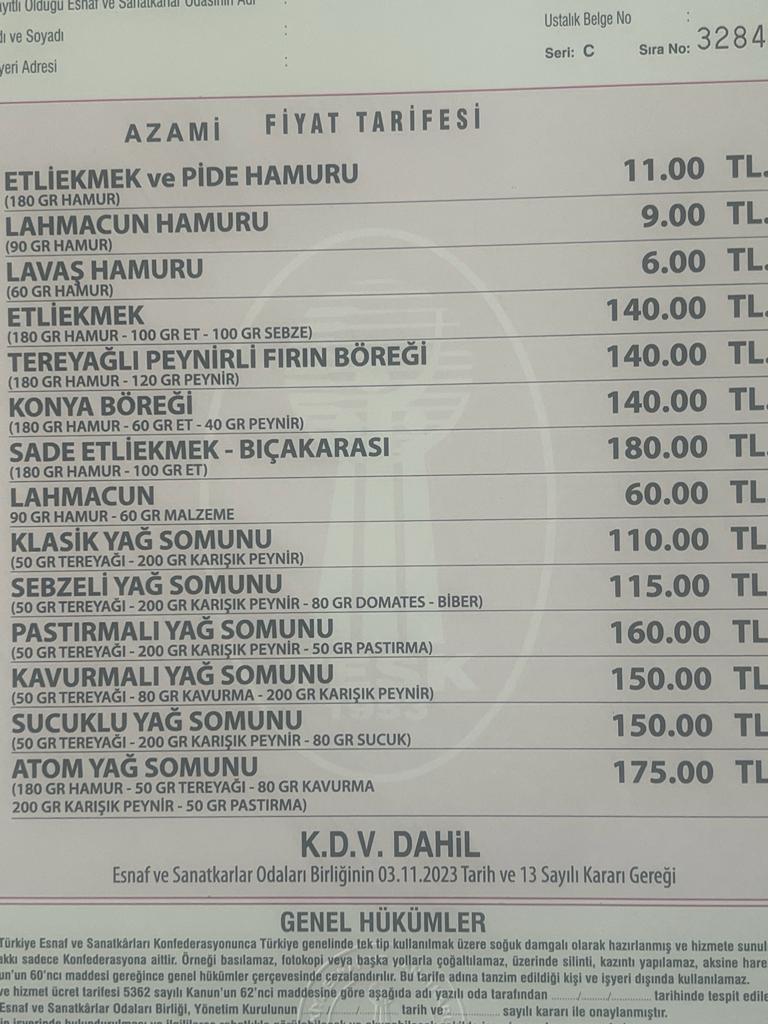 Kayıtlı Olduğu Esnaf ve Sanatkarlar Odasının Adı :
ve Soyadı :
Adresi :
Ustalık Belge No :
Seri: C Sıra No: 3284
AZAMİ FİYAT TARİFESİ
ETLİEKMEK ve PİDE HAMURU 11.00 TL.
(180 GR HAMUR)
LAHMACUN HAMURU 9.00 TL.
(90 GR HAMUR)
LAVAŞ HAMURU 6.00 TL.
(60 GR HAMUR)
ETLİEKMEK 140.00 TL.
(180 GR HAMUR - 100 GR ET - 100 GR SEBZE)
TEREYAĞLI PEYNİRLİ FIRIN BÖREĞİ 140.00 TL.
(180 GR HAMUR - 120 GR PEYNİR)
KONYA BÖREĞİ 140.00 TL.
(180 GR HAMUR - 60 GR ET - 40 GR PEYNİR)
SADE ETLİEKMEK - BIÇAKARASI 180.00 TL.
(180 GR HAMUR - 100 GR ET)
LAHMACUN 60.00 TL
90 GR HAMUR - 60 GR MALZEME
KLASİK YAĞ SOMUNU 110.00 TL
(50 GR TEREYAĞI - 200 GR KARIŞIK PEYNİR)
SEBZELİ YAĞ SOMUNU 115.00 TL
(50 GR TEREYAĞI - 200 GR KARIŞIK PEYNİR - 80 GR DOMATES - BİBER)
PASTIRMALI YAĞ SOMUNU 160.00 TL
(50 GR TEREYAĞI - 200 GR KARIŞIK PEYNİR - 50 GR PASTIRMA)
KAVURMALI YAĞ SOMUNU 150.00 TL
(50 GR TEREYAĞI - 80 GR KAVURMA - 200 GR KARIŞIK PEYNİR)
SUCUKLU YAĞ SOMUNU 150.00 TL
(50 GR TEREYAĞI - 200 GR KARIŞIK PEYNİR - 80 GR SUCUK)
ATOM YAĞ SOMUNU 175.00 TL
(180 GR HAMUR - 50 GR TEREYAĞI - 80 GR KAVURMA
200 GR KARIŞIK PEYNİR - 50 GR PASTIRMA)
K.D.V. DAHİL
Esnaf ve Sanatkarlar Odaları Birliğinin 03.11.2023 Tarih ve 13 Sayılı Kararı Gereği
GENEL HÜKÜMLER
Türkiye Esnaf ve Sanatkârları Konfederasyonunca Türkiye genelinde tek tip kullanılmak üzere soğuk damgalı olarak hazırlanmış ve hizmete sunul
akkı sadece Konfederasyona aittir. Örneği basılamaz, fotokopi veya başka yollarla çoğaltılamaz, üzerinde silinti, kazıntı yapılamaz, aksine hare
un'un 60'ncı maddesi gereğince genel hükümler çerçevesinde cezalandırılır. Bu tarife adına tanzim edildiği kişi ve işyeri dışında kullanılamaz.
ve hizmet ücret tarifesi 5362 sayılı Kanun'un 62'nci maddesine göre aşağıda adı yazılı oda tarafından ......./......./............ tarihinde tespit edile
Esnaf ve Sanatkârlar Odaları Birliği, Yönetim Kurulunun ......./......./............ tarih ve............... sayılı kararı ile onaylanmıştır.